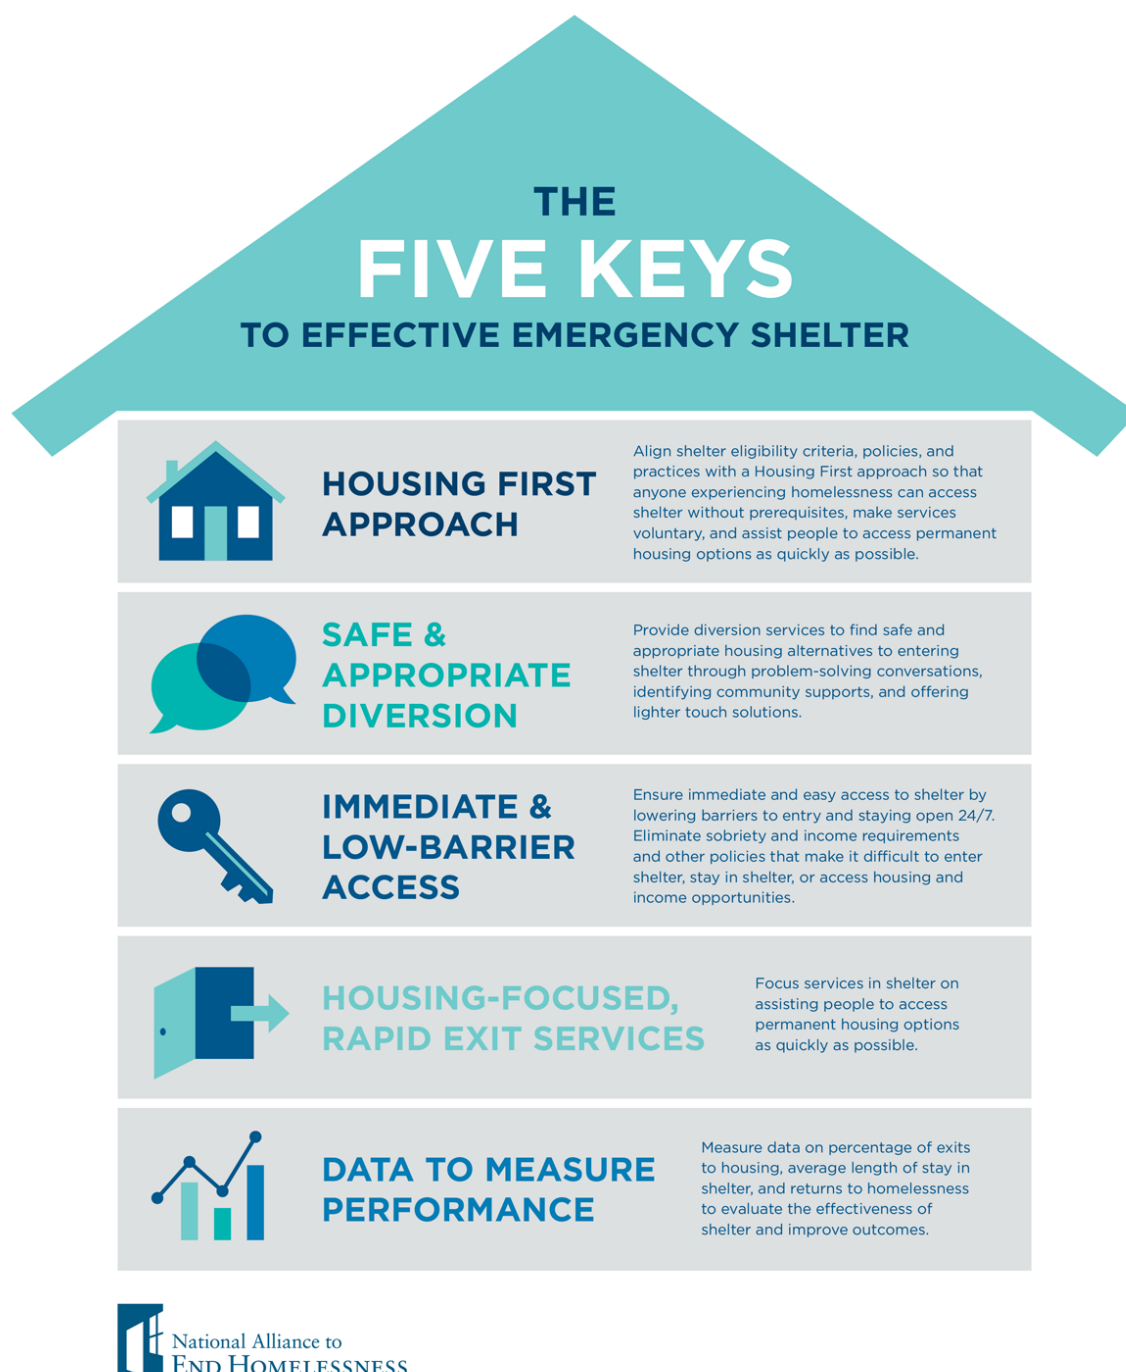 THE
FIVE KEYS
TO EFFECTIVE EMERGENCY SHELTER
HOUSING FIRST
APPROACH
Align shelter eligibility criteria, policies, and
practices with a Housing First approach so that
anyone experiencing homelessness can access
shelter without prerequisites, make services
voluntary, and assist people to access permanent
housing options as quickly as possible.
SAFE &
APPROPRIATE
DIVERSION
Provide diversion services to find safe and
appropriate housing alternatives to entering
shelter through problem-solving conversations,
identifying community supports, and offering
lighter touch solutions.
IMMEDIATE &
LOW-BARRIER
ACCESS
Ensure immediate and easy access to shelter by
lowering barriers to entry and staying open 24/7.
Eliminate sobriety and income requirements
and other policies that make it difficult to enter
shelter, stay in shelter, or access housing and
income opportunities.
HOUSING-FOCUSED,
RAPID EXIT SERVICES
Focus services in shelter on
assisting people to access
permanent housing options
as quickly as possible.
DATA TO MEASURE
PERFORMANCE
Measure data on percentage of exits
to housing, average length of stay in
shelter, and returns to homelessness
to evaluate the effectiveness of
shelter and improve outcomes.
National Alliance to
END HOMELESSNESS